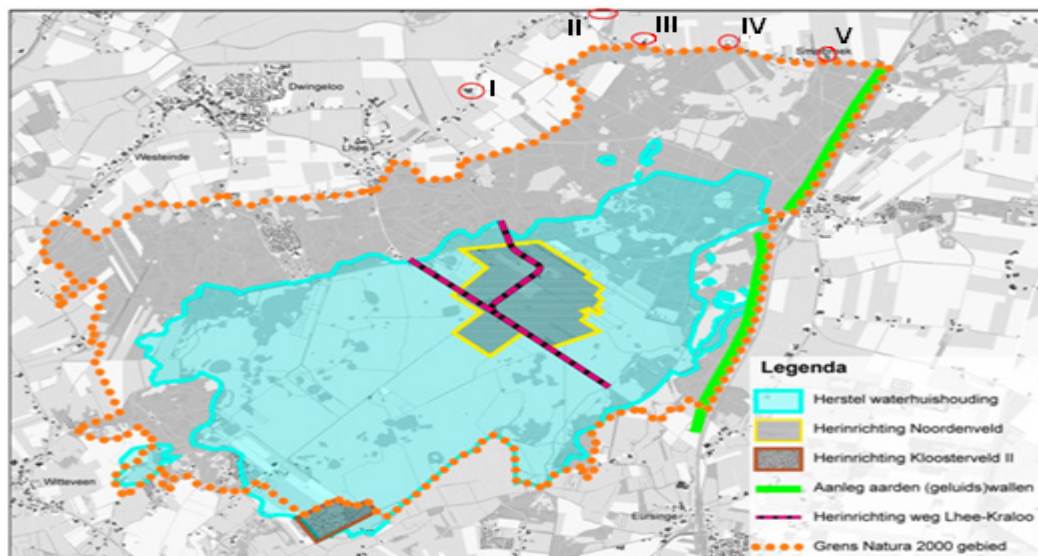 II
III
IV
V
I
Dwingeloo
Lhee
Westeinde
Spier
Witteveen
Eursinge
Legenda
Herstel waterhuishouding
Herinrichting Noordenveld
Herinrichting Kloosterveld II
Aanleg aarden (geluids)wallen
Herinrichting weg Lhee-Kraloo
Grens Natura 2000 gebied